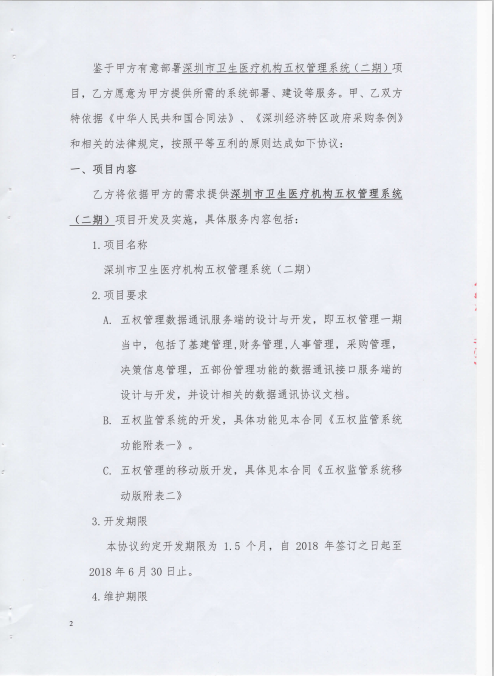 鉴于甲方有意部署深圳市卫生医疗机构五权管理系统（二期）项
目，乙方愿意为甲方提供所需的系统部署、建设等服务。甲、乙双方
特依据《中华人民共和国合同法》、《深圳经济特区政府采购条例》
和相关的法律规定，按照平等互利的原则达成如下协议：
一、项目内容
乙方将依据甲方的需求提供深圳市卫生医疗机构五权管理系统
（二期）项目开发及实施，具体服务内容包括：
1.项目名称
深圳市卫生医疗机构五权管理系统（二期）
2.项目要求
A. 五权管理数据通讯服务端的设计与开发，即五权管理一期
当中，包括了基建管理,财务管理,人事管理，采购管理，
决策信息管理，五部份管理功能的数据通讯接口服务端的
设计与开发，并设计相关的数据通讯协议文档。
B. 五权监管系统的开发，具体功能见本合同《五权监管系统
功能附表一》。
C. 五权管理的移动版开发，具体见本合同《五权监管系统移
动版附表二》
3.开发期限
本协议约定开发期限为 1.5 个月，自 2018 年签订之日起至
2018 年 6 月 30 日止。
4.维护期限
2